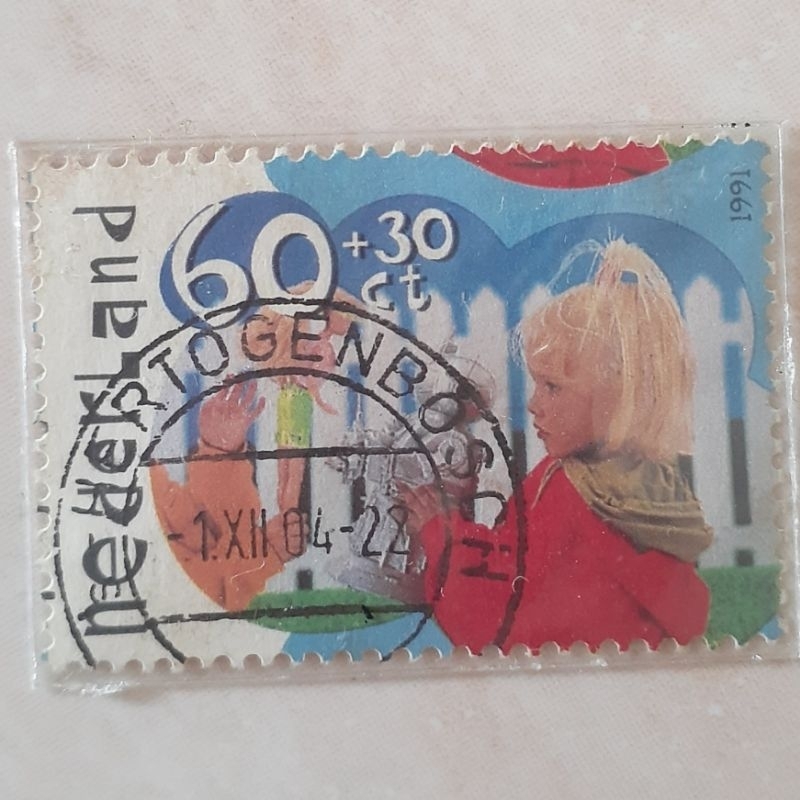 nederland
60
+30
ct
1991
HERTOGENBOSCH
-1.XII.04-22